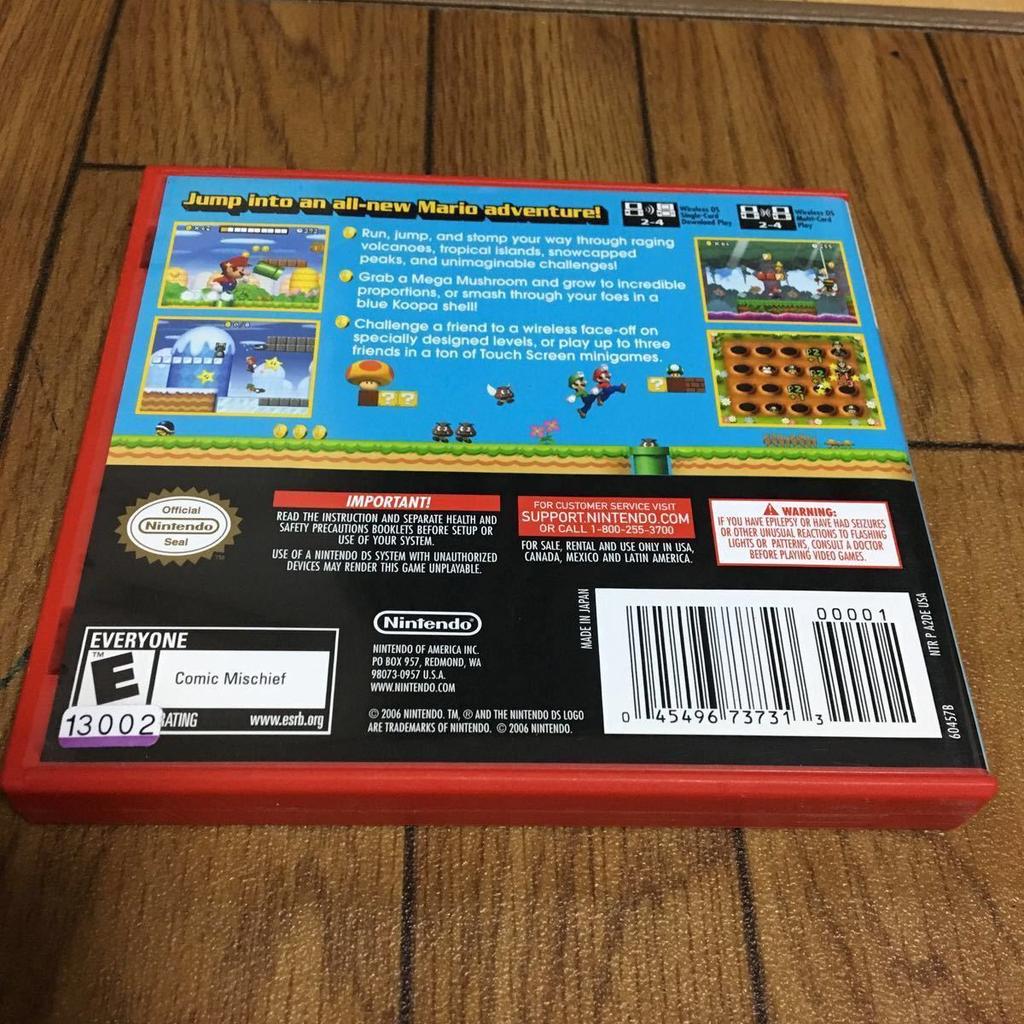 Jump into an all-new Mario adventure!
2-4
Wireless DS
Single-Card
Download Play
2-4
Wireless DS
Multi-Card
Play
Run, jump, and stomp your way through raging
volcanoes, tropical islands, snowcapped
peaks, and unimaginable challenges!
Grab a Mega Mushroom and grow to incredible
proportions, or smash through your foes in a
blue Koopa shell!
Challenge a friend to a wireless face-off on
specially designed levels, or play up to three
friends in a ton of Touch Screen minigames.
Official
Nintendo
Seal
IMPORTANT!
READ THE INSTRUCTION AND SEPARATE HEALTH AND
SAFETY PRECAUTIONS BOOKLETS BEFORE SETUP OR
USE OF YOUR SYSTEM.
USE OF A NINTENDO DS SYSTEM WITH UNAUTHORIZED
DEVICES MAY RENDER THIS GAME UNPLAYABLE.
FOR CUSTOMER SERVICE VISIT
SUPPORT.NINTENDO.COM
OR CALL 1-800-255-3700
FOR SALE, RENTAL AND USE ONLY IN USA,
CANADA, MEXICO AND LATIN AMERICA.
WARNING:
IF YOU HAVE EPILEPSY OR HAVE HAD SEIZURES
OR OTHER UNUSUAL REACTIONS TO FLASHING
LIGHTS OR PATTERNS, CONSULT A DOCTOR
BEFORE PLAYING VIDEO GAMES.
EVERYONE
E
TM
Comic Mischief
13002
RATING
www.esrb.org
Nintendo
NINTENDO OF AMERICA INC.
PO BOX 957, REDMOND, WA
98073-0957 U.S.A.
WWW.NINTENDO.COM
© 2006 NINTENDO. TM, ® AND THE NINTENDO DS LOGO
ARE TRADEMARKS OF NINTENDO. © 2006 NINTENDO.
MADE IN JAPAN
00001
0 45496 73731 3
NTR P A2DE USA
60457B